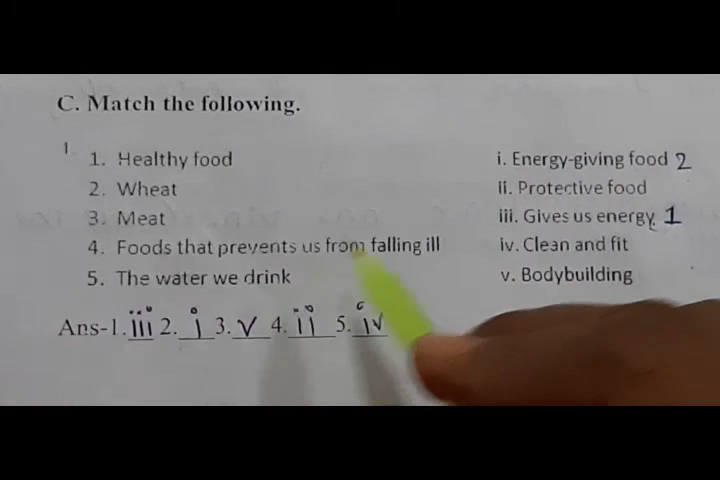 C. Match the following.
1.
1. Healthy food i. Energy-giving food 2
2. Wheat ii. Protective food
3. Meat iii. Gives us energy 1
4. Foods that prevents us from falling ill iv. Clean and fit
5. The water we drink v. Bodybuilding
Ans-1. iii 2. i 3. v 4. ii 5. iv